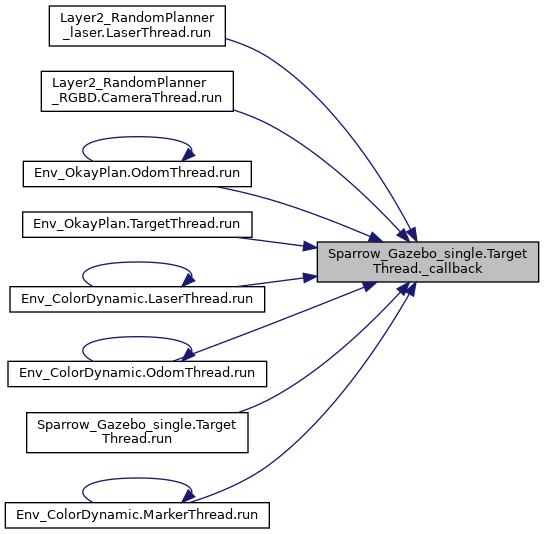 Layer2_RandomPlanner
_laser.LaserThread.run
Layer2_RandomPlanner
_RGBD.CameraThread.run
Env_OkayPlan.OdomThread.run
Env_OkayPlan.TargetThread.run
Sparrow_Gazebo_single.Target
Thread._callback
Env_ColorDynamic.LaserThread.run
Env_ColorDynamic.OdomThread.run
Sparrow_Gazebo_single.Target
Thread.run
Env_ColorDynamic.MarkerThread.run